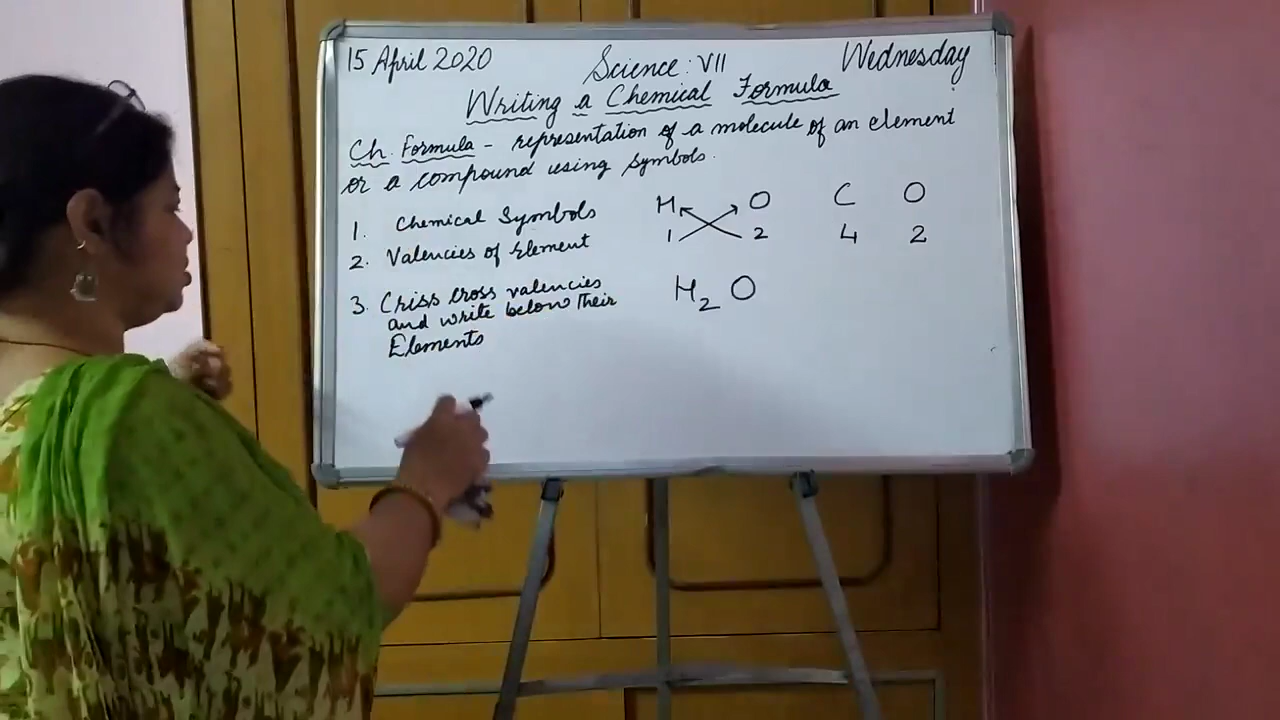 15 April 2020 Science: VII Wednesday
Writing a Chemical Formula
Ch. Formula - representation of a molecule of an element
or a compound using symbols.
1. Chemical Symbols
2. Valencies of Element
3. Criss Cross valencies
and write below their
Elements
H O
1 2
H2 O
C O
4 2